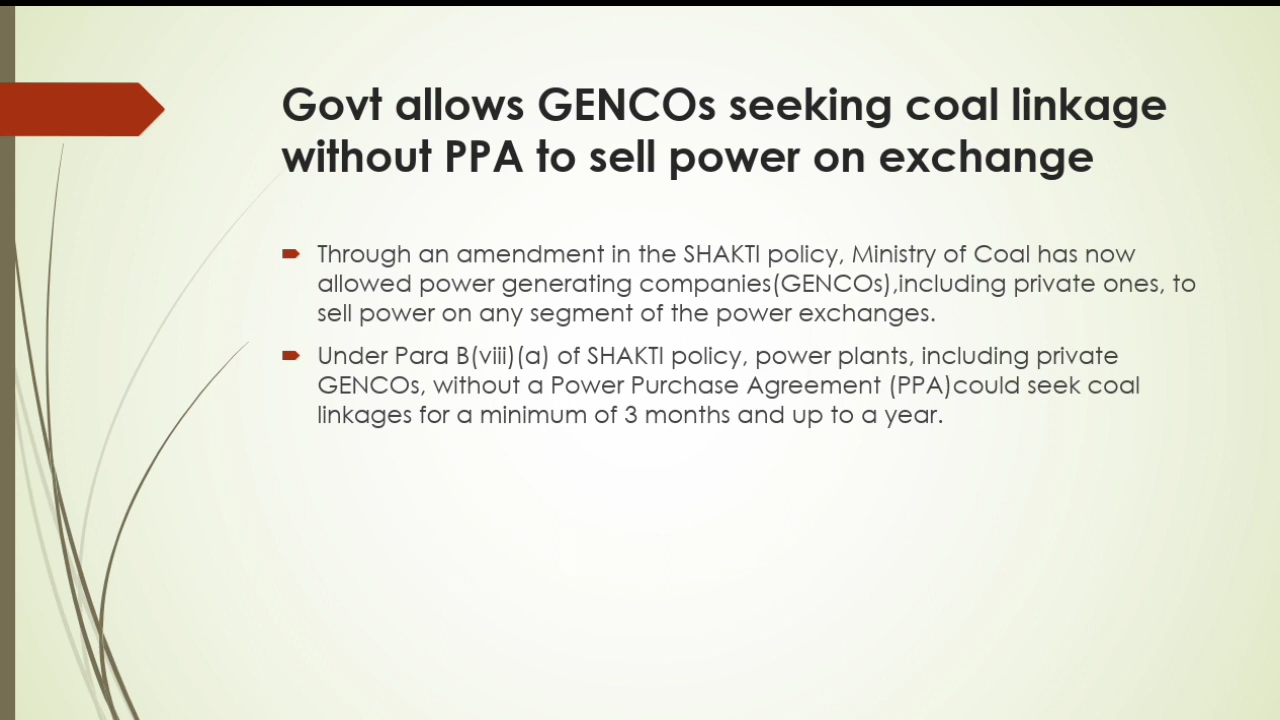 Govt allows GENCOs seeking coal linkage
without PPA to sell power on exchange
Through an amendment in the SHAKTI policy, Ministry of Coal has now
allowed power generating companies(GENCOs),including private ones, to
sell power on any segment of the power exchanges.
Under Para B(viii)(a) of SHAKTI policy, power plants, including private
GENCOs, without a Power Purchase Agreement (PPA)could seek coal
linkages for a minimum of 3 months and up to a year.